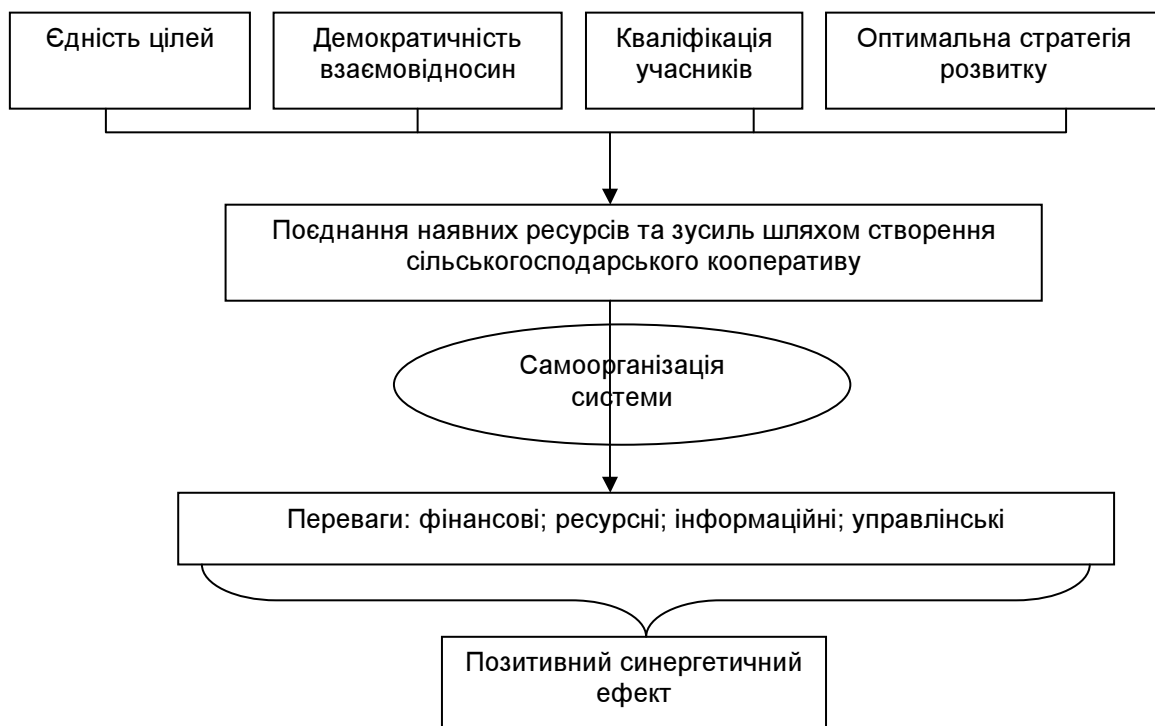 Єдність цілей
Демократичність
взаємовідносин
Кваліфікація
учасників
Оптимальна стратегія
розвитку
Поєднання наявних ресурсів та зусиль шляхом створення
сільськогосподарського кооперативу
Самоорганізація
системи
Переваги: фінансові; ресурсні; інформаційні; управлінські
Позитивний синергетичний
ефект